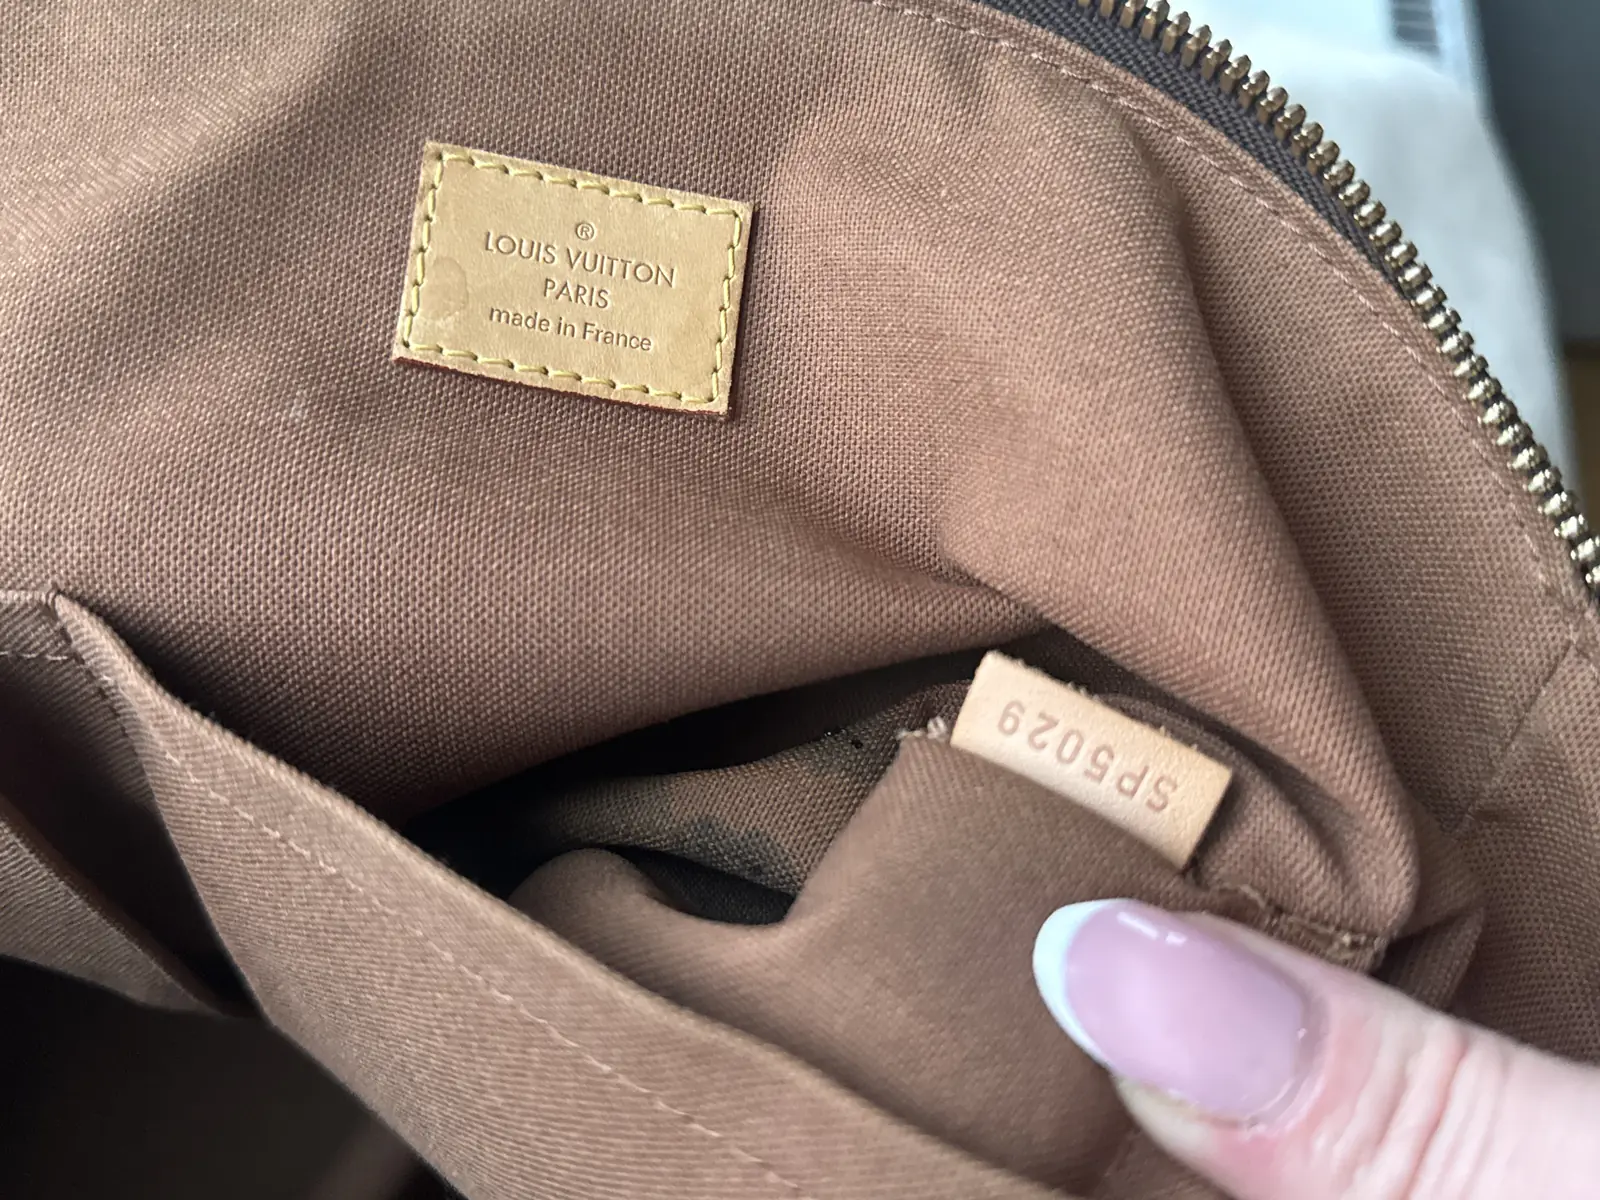 ®
LOUIS VUITTON
PARIS
made in France
SP5029